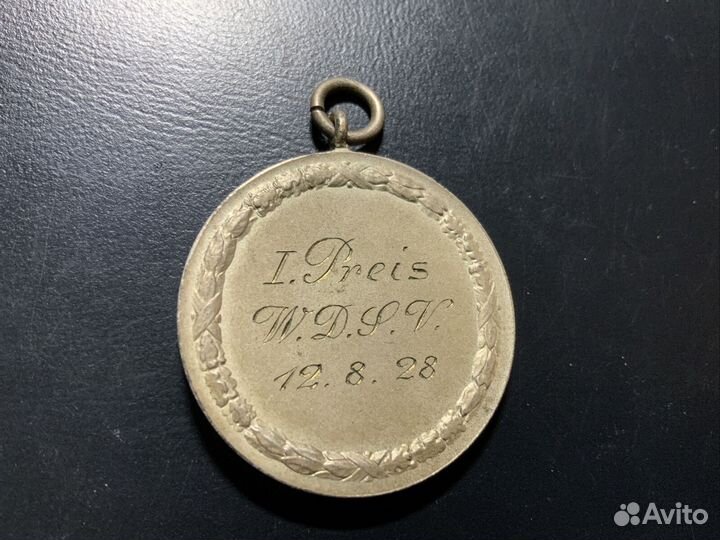 I. Preis
W.D.S.V.
12. 8. 28
Avito